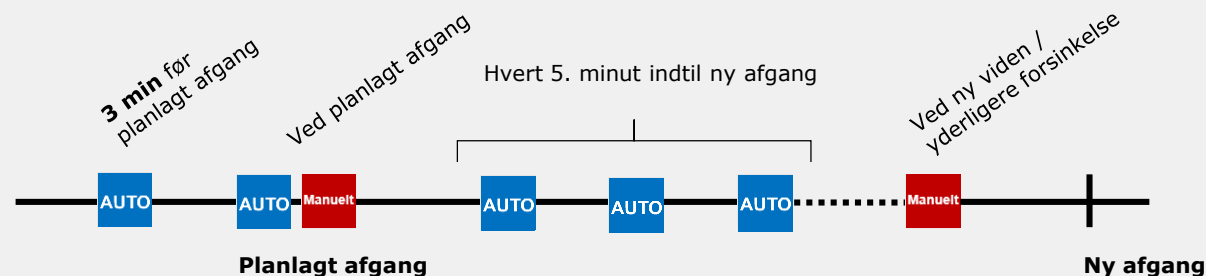 3 min før
planlagt afgang
Ved planlagt afgang
Hvert 5. minut indtil ny afgang
Ved ny viden /
yderligere forsinkelse
AUTO
AUTO
Manuelt
AUTO
AUTO
AUTO
Manuelt
Planlagt afgang
Ny afgang